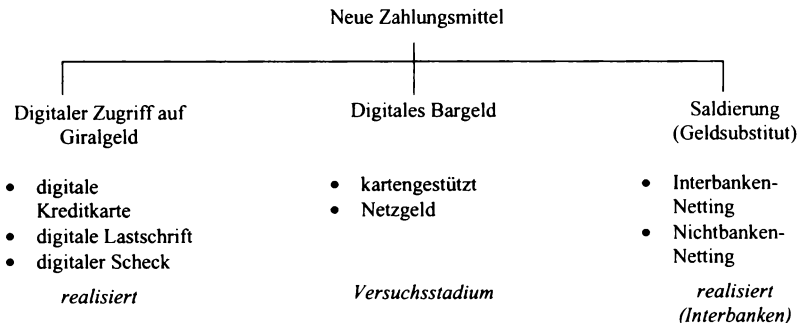 Neue Zahlungsmittel
Digitaler Zugriff auf
Giralgeld
• digitale
Kreditkarte
• digitale Lastschrift
• digitaler Scheck
realisiert
Digitales Bargeld
• kartengestützt
• Netzgeld
Versuchsstadium
Saldierung
(Geldsubstitut)
• Interbanken-
Netting
• Nichtbanken-
Netting
realisiert
(Interbanken)